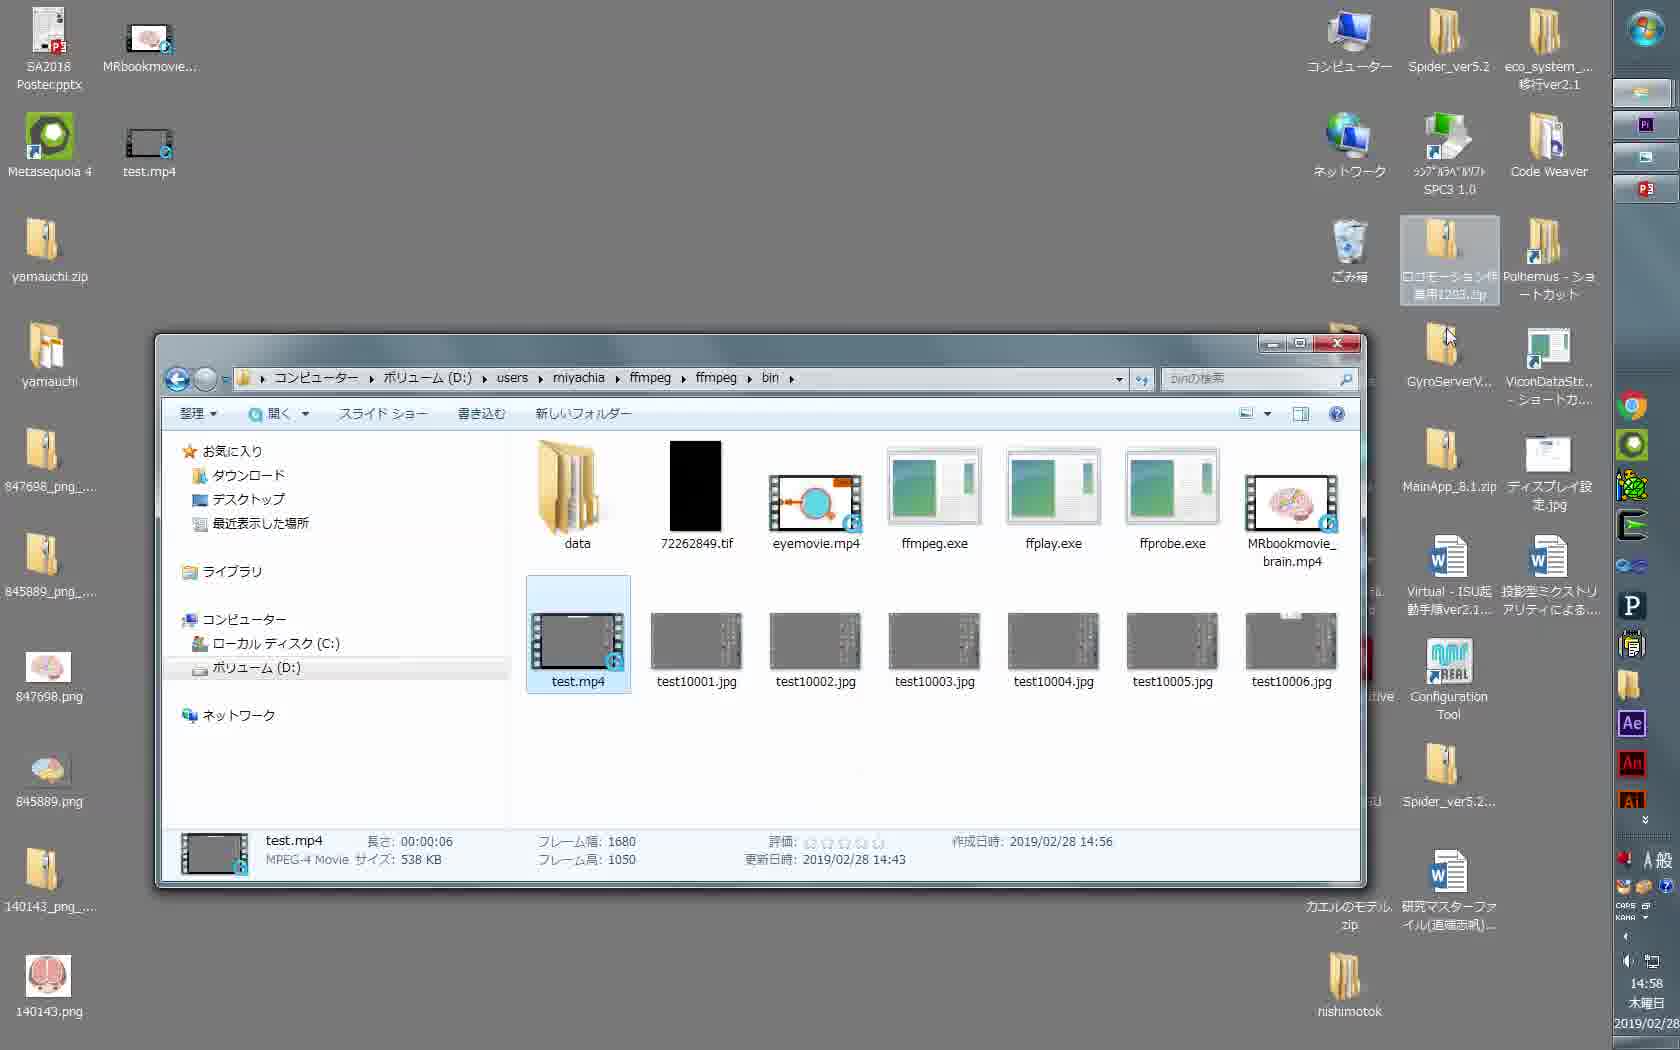 SA2018
Poster.pptx
MRbookmovie...
Metasequoia 4
test.mp4
yamauchi.zip
yamauchi
847698_png_...
845889_png_...
847698.png
845889.png
140143_png_...
140143.png
コンピューター
Spider_ver5.2
eco_system_...
移行ver2.1
ネットワーク
ｼﾝﾌﾟﾙﾗﾍﾞﾙｿﾌﾄ
SPC3 1.0
Code Weaver
ごみ箱
ロコモーション作
業用1203.zip
Polhemus - ショ
ートカット
GyroServerV...
ViconDataStr...
- ショートカ...
MainApp_8.1.zip
ディスプレイ設
定.jpg
Virtual - ISU起
動手順ver2.1...
投影型ミクストリ
アリティによる...
Configuration
Tool
Spider_ver5.2...
カエルのモデル.
zip
研究マスターファ
イル(道端志帆)...
nishimotok
コンピューター
ボリューム (D:)
users
miyachia
ffmpeg
ffmpeg
bin
binの検索
整理
開く
スライド ショー
書き込む
新しいフォルダー
お気に入り
ダウンロード
デスクトップ
最近表示した場所
ライブラリ
コンピューター
ローカル ディスク (C:)
ボリューム (D:)
ネットワーク
data
72262849.tif
eyemovie.mp4
ffmpeg.exe
ffplay.exe
ffprobe.exe
MRbookmovie_
brain.mp4
test.mp4
test10001.jpg
test10002.jpg
test10003.jpg
test10004.jpg
test10005.jpg
test10006.jpg
test.mp4
長さ: 00:00:06
フレーム幅: 1680
評価:
作成日時: 2019/02/28 14:56
MPEG-4 Movie
サイズ: 538 KB
フレーム高: 1050
更新日時: 2019/02/28 14:43
Ae
An
Ai
A 般
CAPS
KANA
14:58
木曜日
2019/02/28